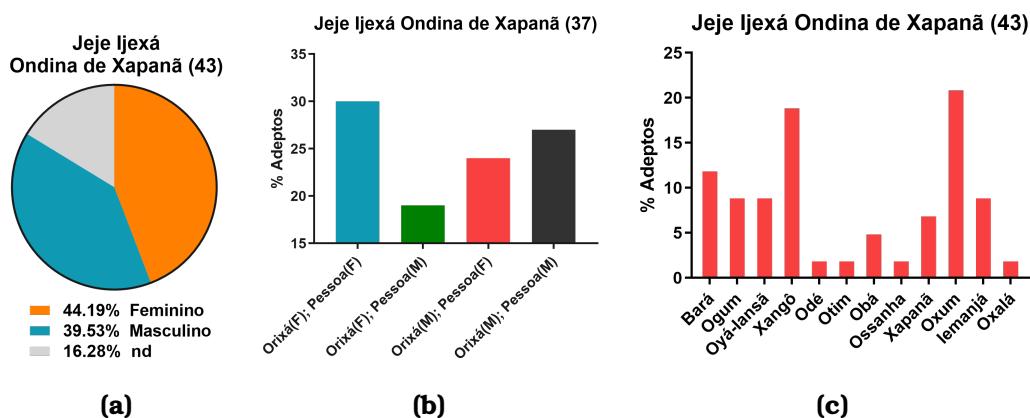 Jeje Ijexá
Ondina de Xapanã (43)
44.19% Feminino
39.53% Masculino
16.28% nd
(a)
Jeje Ijexá Ondina de Xapanã (37)
% Adeptos
35
30
25
20
15
Orixá(F); Pessoa(F)
Orixá(F); Pessoa(M)
Orixá(M); Pessoa(F)
Orixá(M); Pessoa(M)
(b)
Jeje Ijexá Ondina de Xapanã (43)
% Adeptos
25
20
15
10
5
0
Bará
Ogum
Oyá-Iansã
Xangô
Odé
Otim
Obá
Ossanha
Xapanã
Oxum
Iemanjá
Oxalá
(c)